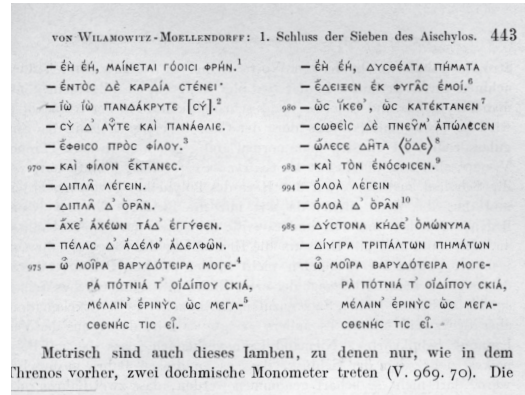 VON WILAMOWITZ-MOELLENDORFF: 1. Schluss der Sieben des Aischylos. 443
— ἐὴ ἐή, μαίνεται γόοισι φρήν.¹
— ἐντὸς δὲ καρδία στένει·
— ἰὼ ἰὼ πανδάκρυτε [σύ].²
— σὺ δ᾽ αὖτε καὶ πανάθλιε.
— ἔφθισο πρὸς φίλου.³
970 — καὶ φίλον ἔκτανες.
— διπλᾶ λέγειν.
— διπλᾶ δ᾽ ὁρᾶν.
— ἄχε᾽ ἀχέων τάδ᾽ ἐγγύθεν.
— πέλας δ᾽ ἀδέλφ᾽ ἀδελφῶν.
975 — ὦ μοῖρα βαρυδότειρα μογε-⁴
ρὰ πότνιά τ᾽ Οἰδίπου σκιά,
μέλαιν᾽ ἐρινὺς ὡς μεγα-⁵
σθενής τις εἶ.
— ἐὴ ἐή, δυσθέατα πήματα
— ἔδειξεν ἐκ φυγᾶς ἐμοί.⁶
980 — ὡς ἵκεθ᾽, ὡς κατέκτανεν⁷
— σωθεὶς δὲ πνεῦμ᾽ ἀπώλεσεν
— ὤλεσε δῆτα ⟨ὅδε⟩⁸
983 — καὶ τὸν ἐνόσφισεν.⁹
994 — ὀλοὰ λέγειν
— ὀλοὰ δ᾽ ὁρᾶν¹⁰
985 — δύστονα κήδε᾽ ὁμώνυμα
— δίυγρα τριπάλτων πημάτων
— ὦ μοῖρα βαρυδότειρα μογε-
ρὰ πότνιά τ᾽ Οἰδίπου σκιά,
μέλαιν᾽ ἐρινὺς ὡς μεγα-
σθενής τις εἶ.
Metrisch sind auch dieses Iamben, zu denen nur, wie in dem
Threnos vorher, zwei dochmische Monometer treten (V. 969. 70). Die